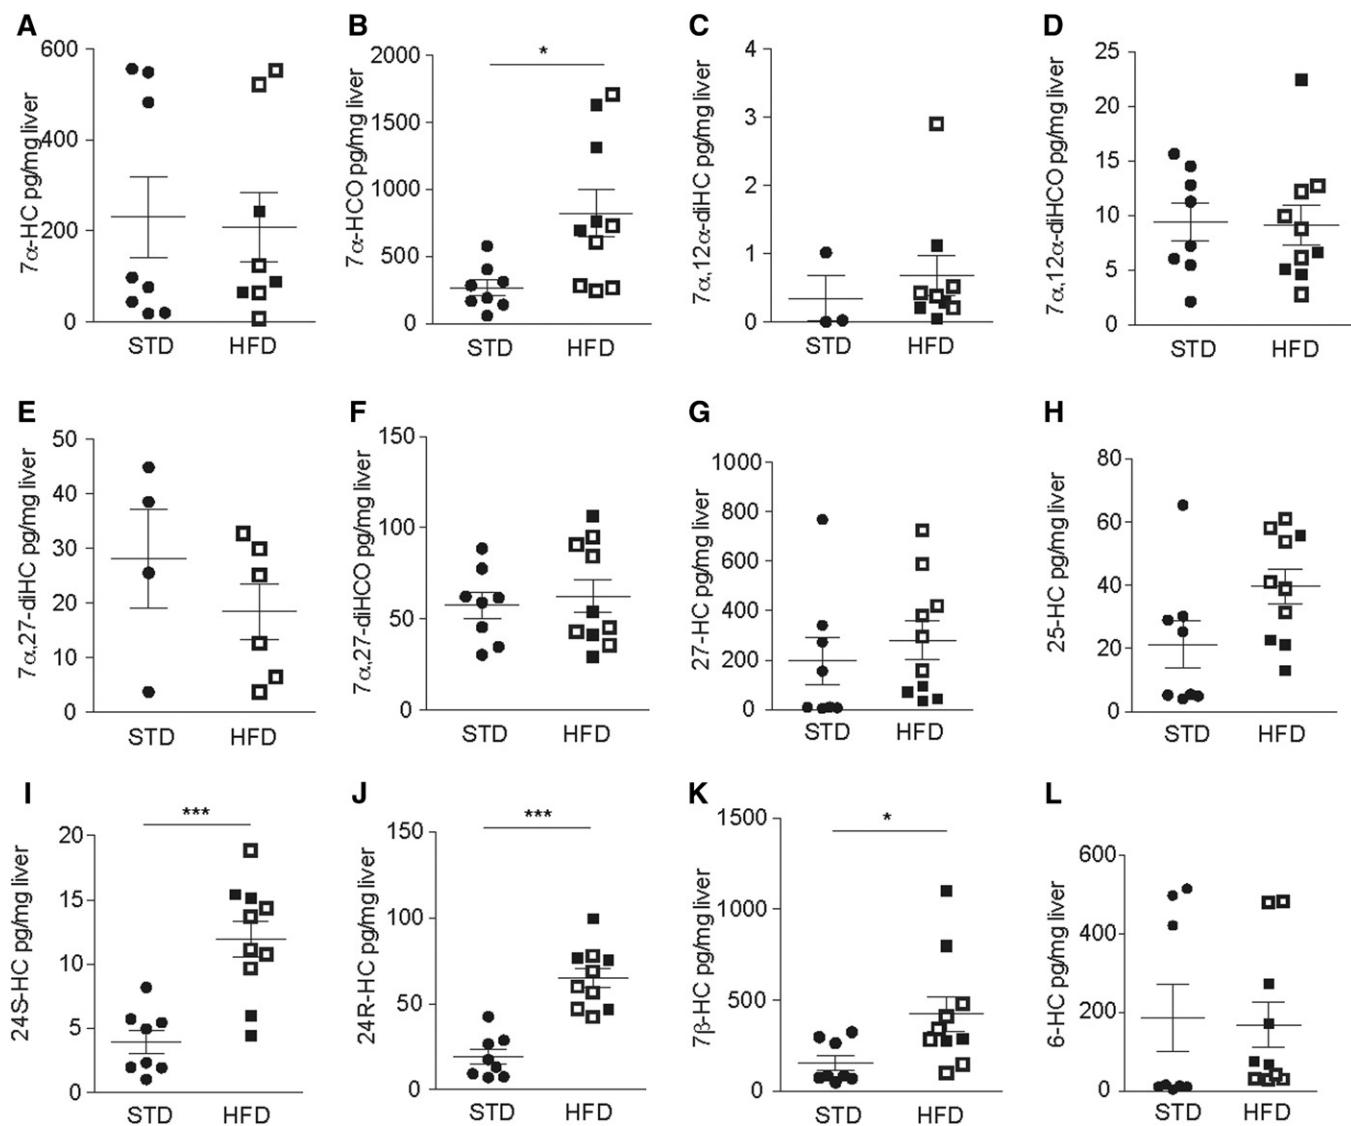 A
7α-HC pg/mg liver
600
400
200
0
STD HFD
B
7α-HCO pg/mg liver
2000
1500
1000
500
0
*
STD HFD
C
7α,12α-diHC pg/mg liver
4
3
2
1
0
STD HFD
D
7α,12α-diHCO pg/mg liver
25
20
15
10
5
0
STD HFD
E
7α,27-diHC pg/mg liver
50
40
30
20
10
0
STD HFD
F
7α,27-diHCO pg/mg liver
150
100
50
0
STD HFD
G
27-HC pg/mg liver
1000
800
600
400
200
0
STD HFD
H
25-HC pg/mg liver
80
60
40
20
0
STD HFD
I
24S-HC pg/mg liver
20
15
10
5
0
***
STD HFD
J
24R-HC pg/mg liver
150
100
50
0
***
STD HFD
K
7β-HC pg/mg liver
1500
1000
500
0
*
STD HFD
L
6-HC pg/mg liver
600
400
200
0
STD HFD